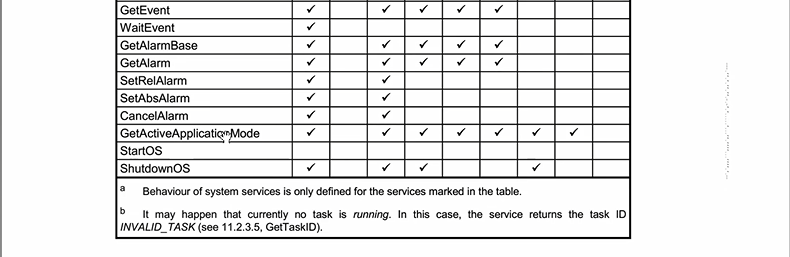 GetEvent ✓ ✓ ✓ ✓ ✓
WaitEvent ✓
GetAlarmBase ✓ ✓ ✓ ✓ ✓
GetAlarm ✓ ✓ ✓ ✓ ✓
SetRelAlarm ✓ ✓
SetAbsAlarm ✓ ✓
CancelAlarm ✓ ✓
GetActiveApplicationMode ✓ ✓ ✓ ✓ ✓ ✓ ✓
StartOS
ShutdownOS ✓ ✓ ✓ ✓
a Behaviour of system services is only defined for the services marked in the table.
b It may happen that currently no task is running. In this case, the service returns the task ID
INVALID_TASK (see 11.2.3.5, GetTaskID).